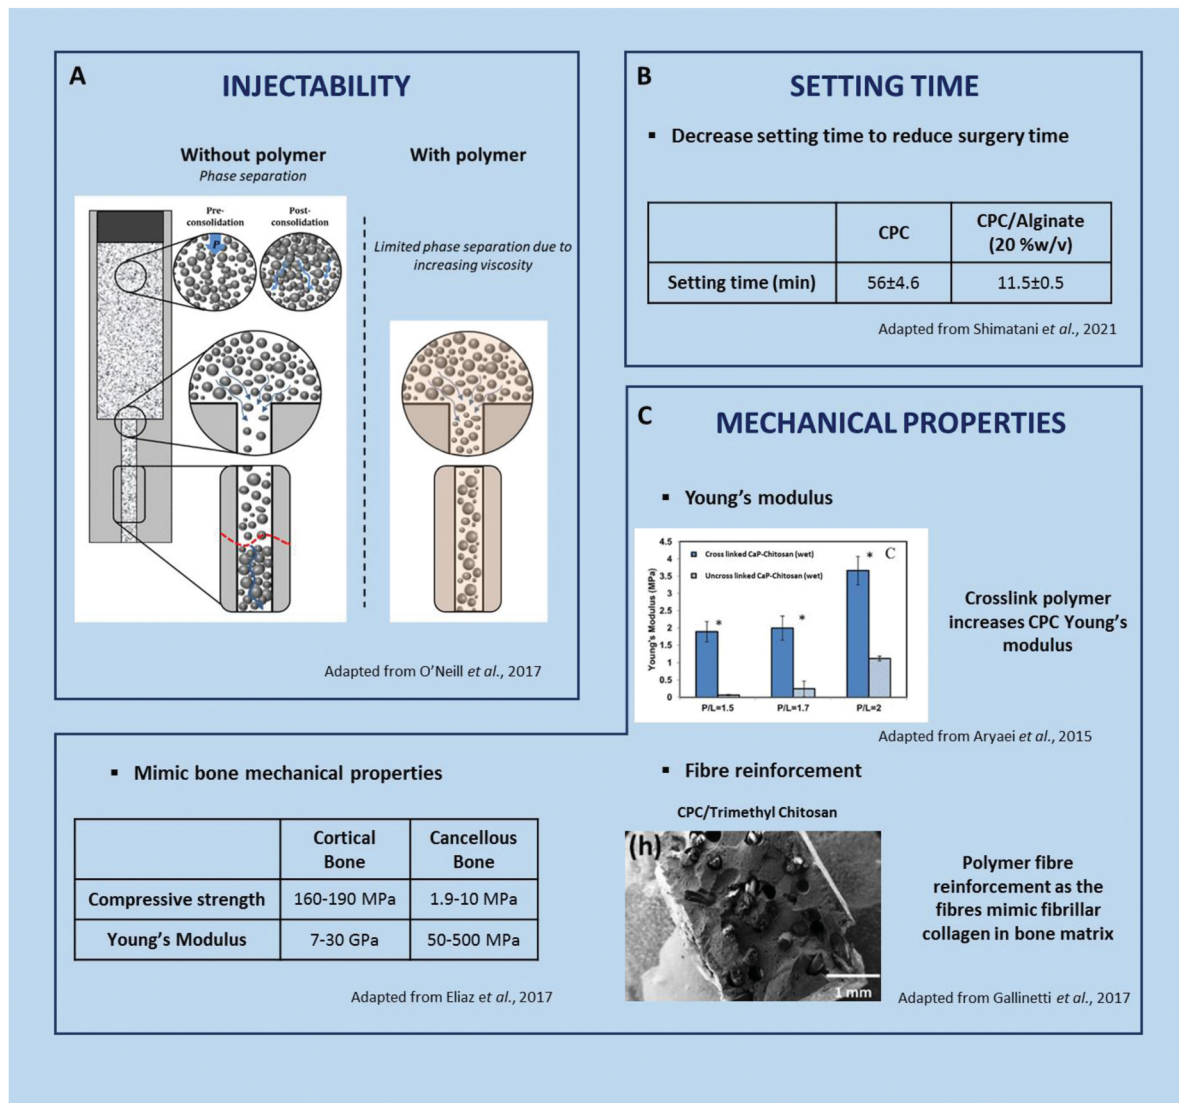 A
INJECTABILITY
Without polymer
Phase separation
With polymer
Pre-
consolidation
Post-
consolidation
P
Limited phase separation due to
increasing viscosity
Adapted from O'Neill et al., 2017
B
SETTING TIME
▪ Decrease setting time to reduce surgery time
CPC
CPC/Alginate
(20 %w/v)
Setting time (min)
56±4.6
11.5±0.5
Adapted from Shimatani et al., 2021
C
MECHANICAL PROPERTIES
▪ Young's modulus
Young's Modulus (MPa)
4.5
4
3.5
3
2.5
2
1.5
1
0.5
0
Cross linked CaP-Chitosan (wet)
Uncross linked CaP-Chitosan (wet)
*
*
*
C
P/L=1.5
P/L=1.7
P/L=2
Crosslink polymer
increases CPC Young's
modulus
Adapted from Aryaei et al., 2015
▪ Mimic bone mechanical properties
Cortical
Bone
Cancellous
Bone
Compressive strength
160-190 MPa
1.9-10 MPa
Young's Modulus
7-30 GPa
50-500 MPa
Adapted from Eliaz et al., 2017
▪ Fibre reinforcement
CPC/Trimethyl Chitosan
(h)
1 mm
Polymer fibre
reinforcement as the
fibres mimic fibrillar
collagen in bone matrix
Adapted from Gallinetti et al., 2017